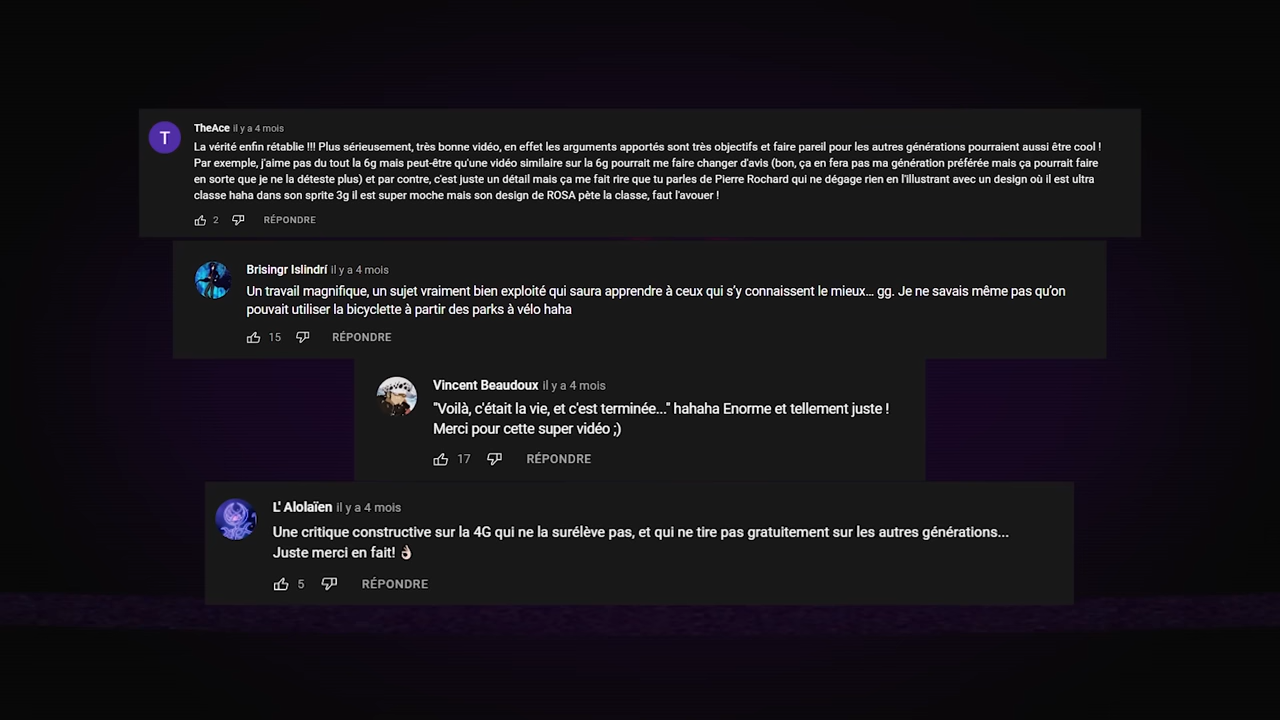 T
TheAce il y a 4 mois
La vérité enfin rétablie !!! Plus sérieusement, très bonne vidéo, en effet les arguments apportés sont très objectifs et faire pareil pour les autres générations pourraient aussi être cool !
Par exemple, j'aime pas du tout la 6g mais peut-être qu'une vidéo similaire sur la 6g pourrait me faire changer d'avis (bon, ça en fera pas ma génération préférée mais ça pourrait faire
en sorte que je ne la déteste plus) et par contre, c'est juste un détail mais ça me fait rire que tu parles de Pierre Rochard qui ne dégage rien en l'illustrant avec un design où il est ultra
classe haha dans son sprite 3g il est super moche mais son design de ROSA pète la classe, faut l'avouer !
2 RÉPONDRE
Brisingr Islindrí il y a 4 mois
Un travail magnifique, un sujet vraiment bien exploité qui saura apprendre à ceux qui s'y connaissent le mieux... gg. Je ne savais même pas qu'on
pouvait utiliser la bicyclette à partir des parks à vélo haha
15 RÉPONDRE
Vincent Beaudoux il y a 4 mois
"Voilà, c'était la vie, et c'est terminée..." hahaha Enorme et tellement juste !
Merci pour cette super vidéo ;)
17 RÉPONDRE
L' Alolaïen il y a 4 mois
Une critique constructive sur la 4G qui ne la surélève pas, et qui ne tire pas gratuitement sur les autres générations...
Juste merci en fait! 👌🏻
5 RÉPONDRE